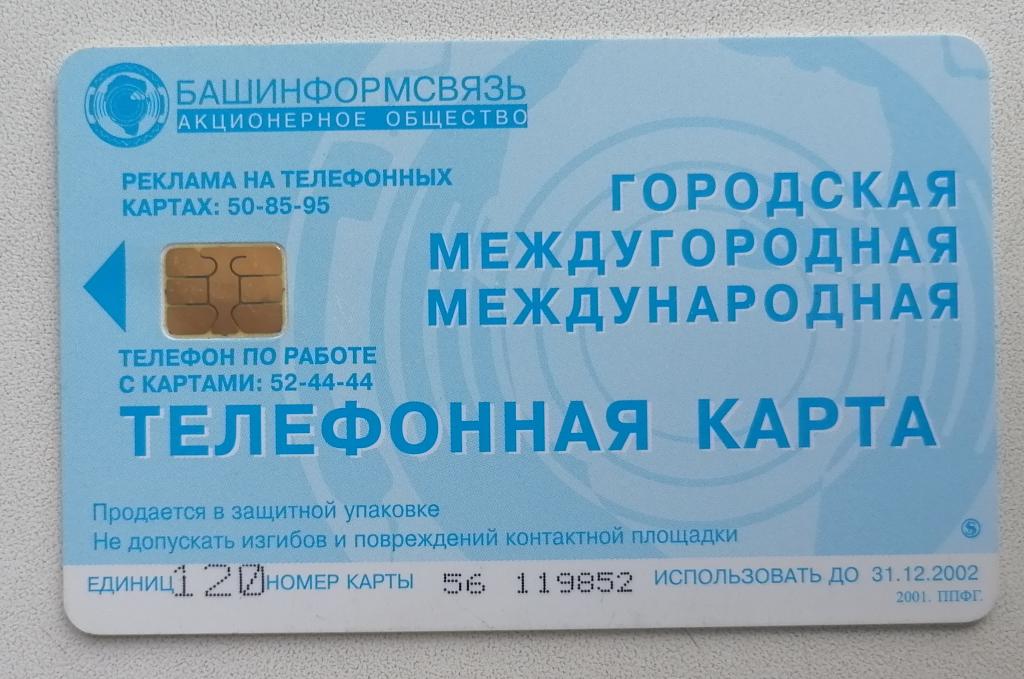 БАШИНФОРМСВЯЗЬ
АКЦИОНЕРНОЕ ОБЩЕСТВО
РЕКЛАМА НА ТЕЛЕФОННЫХ
КАРТАХ: 50-85-95
ГОРОДСКАЯ
МЕЖДУГОРОДНАЯ
МЕЖДУНАРОДНАЯ
ТЕЛЕФОН ПО РАБОТЕ
С КАРТАМИ: 52-44-44
ТЕЛЕФОННАЯ КАРТА
Продается в защитной упаковке
Не допускать изгибов и повреждений контактной площадки
ЕДИНИЦ 120 НОМЕР КАРТЫ 56 119852 ИСПОЛЬЗОВАТЬ ДО 31.12.2002
2001. ППФГ.